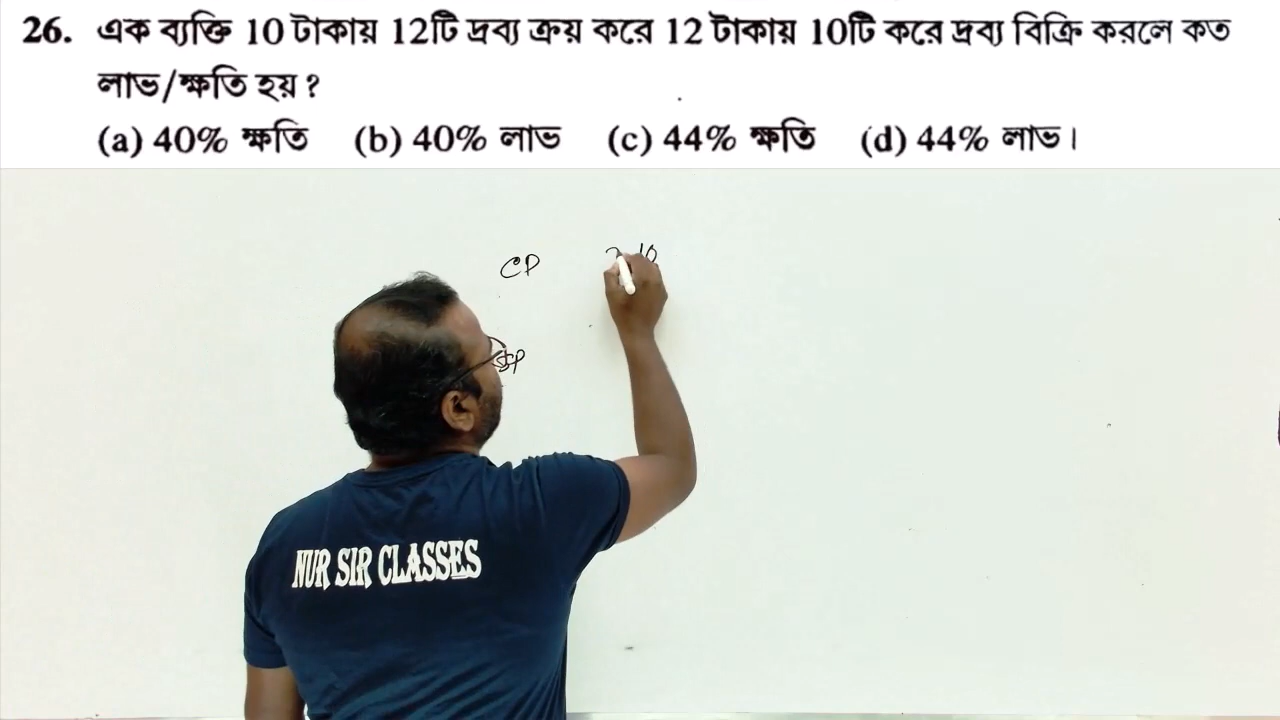 26. এক ব্যক্তি 10 টাকায় 12টি দ্রব্য ক্রয় করে 12 টাকায় 10টি করে দ্রব্য বিক্রি করলে কত
লাভ/ক্ষতি হয় ?
(a) 40% ক্ষতি (b) 40% লাভ (c) 44% ক্ষতি (d) 44% লাভ।
CP 10
SP
NUR SIR CLASSES